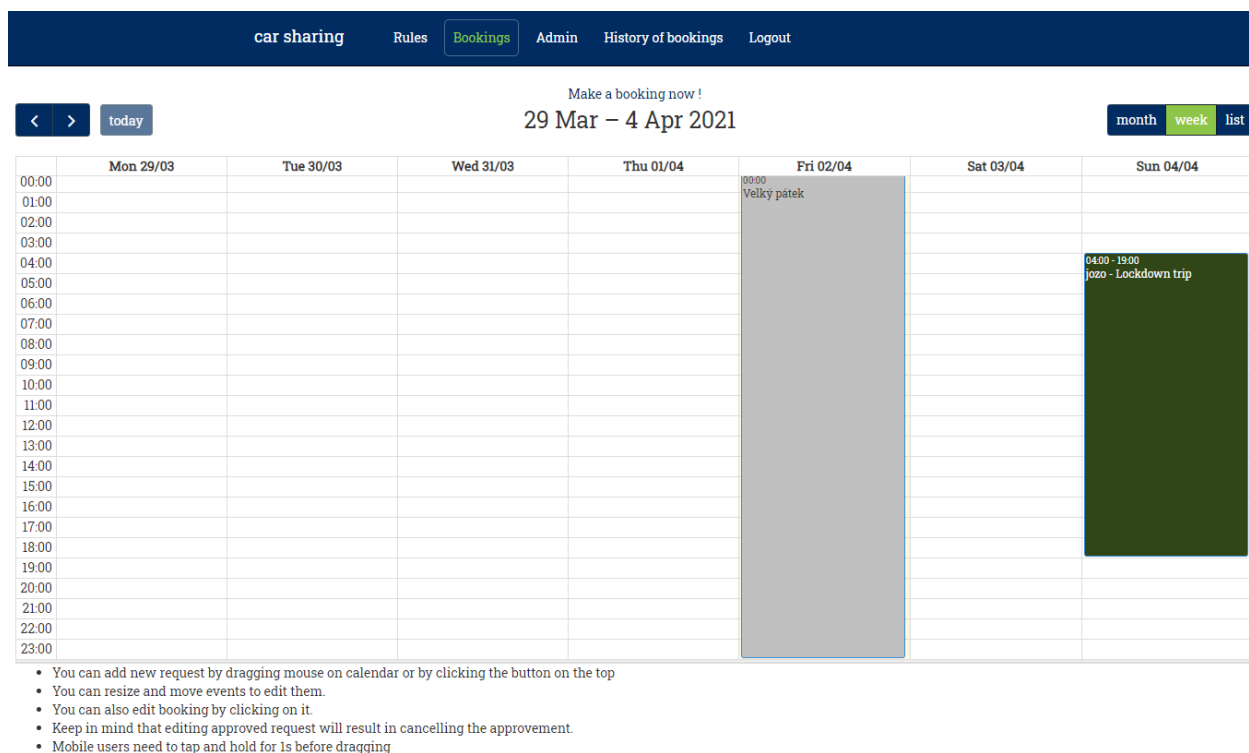 car sharing Rules Bookings Admin History of bookings Logout
Make a booking now !
today 29 Mar – 4 Apr 2021 month week list
Mon 29/03 Tue 30/03 Wed 31/03 Thu 01/04 Fri 02/04 Sat 03/04 Sun 04/04
00:00 00:00
Velký pátek
01:00
02:00
03:00
04:00 04:00 - 19:00
jozo - Lockdown trip
05:00
06:00
07:00
08:00
09:00
10:00
11:00
12:00
13:00
14:00
15:00
16:00
17:00
18:00
19:00
20:00
21:00
22:00
23:00
• You can add new request by dragging mouse on calendar or by clicking the button on the top
• You can resize and move events to edit them.
• You can also edit booking by clicking on it.
• Keep in mind that editing approved request will result in cancelling the approvement.
• Mobile users need to tap and hold for 1s before dragging